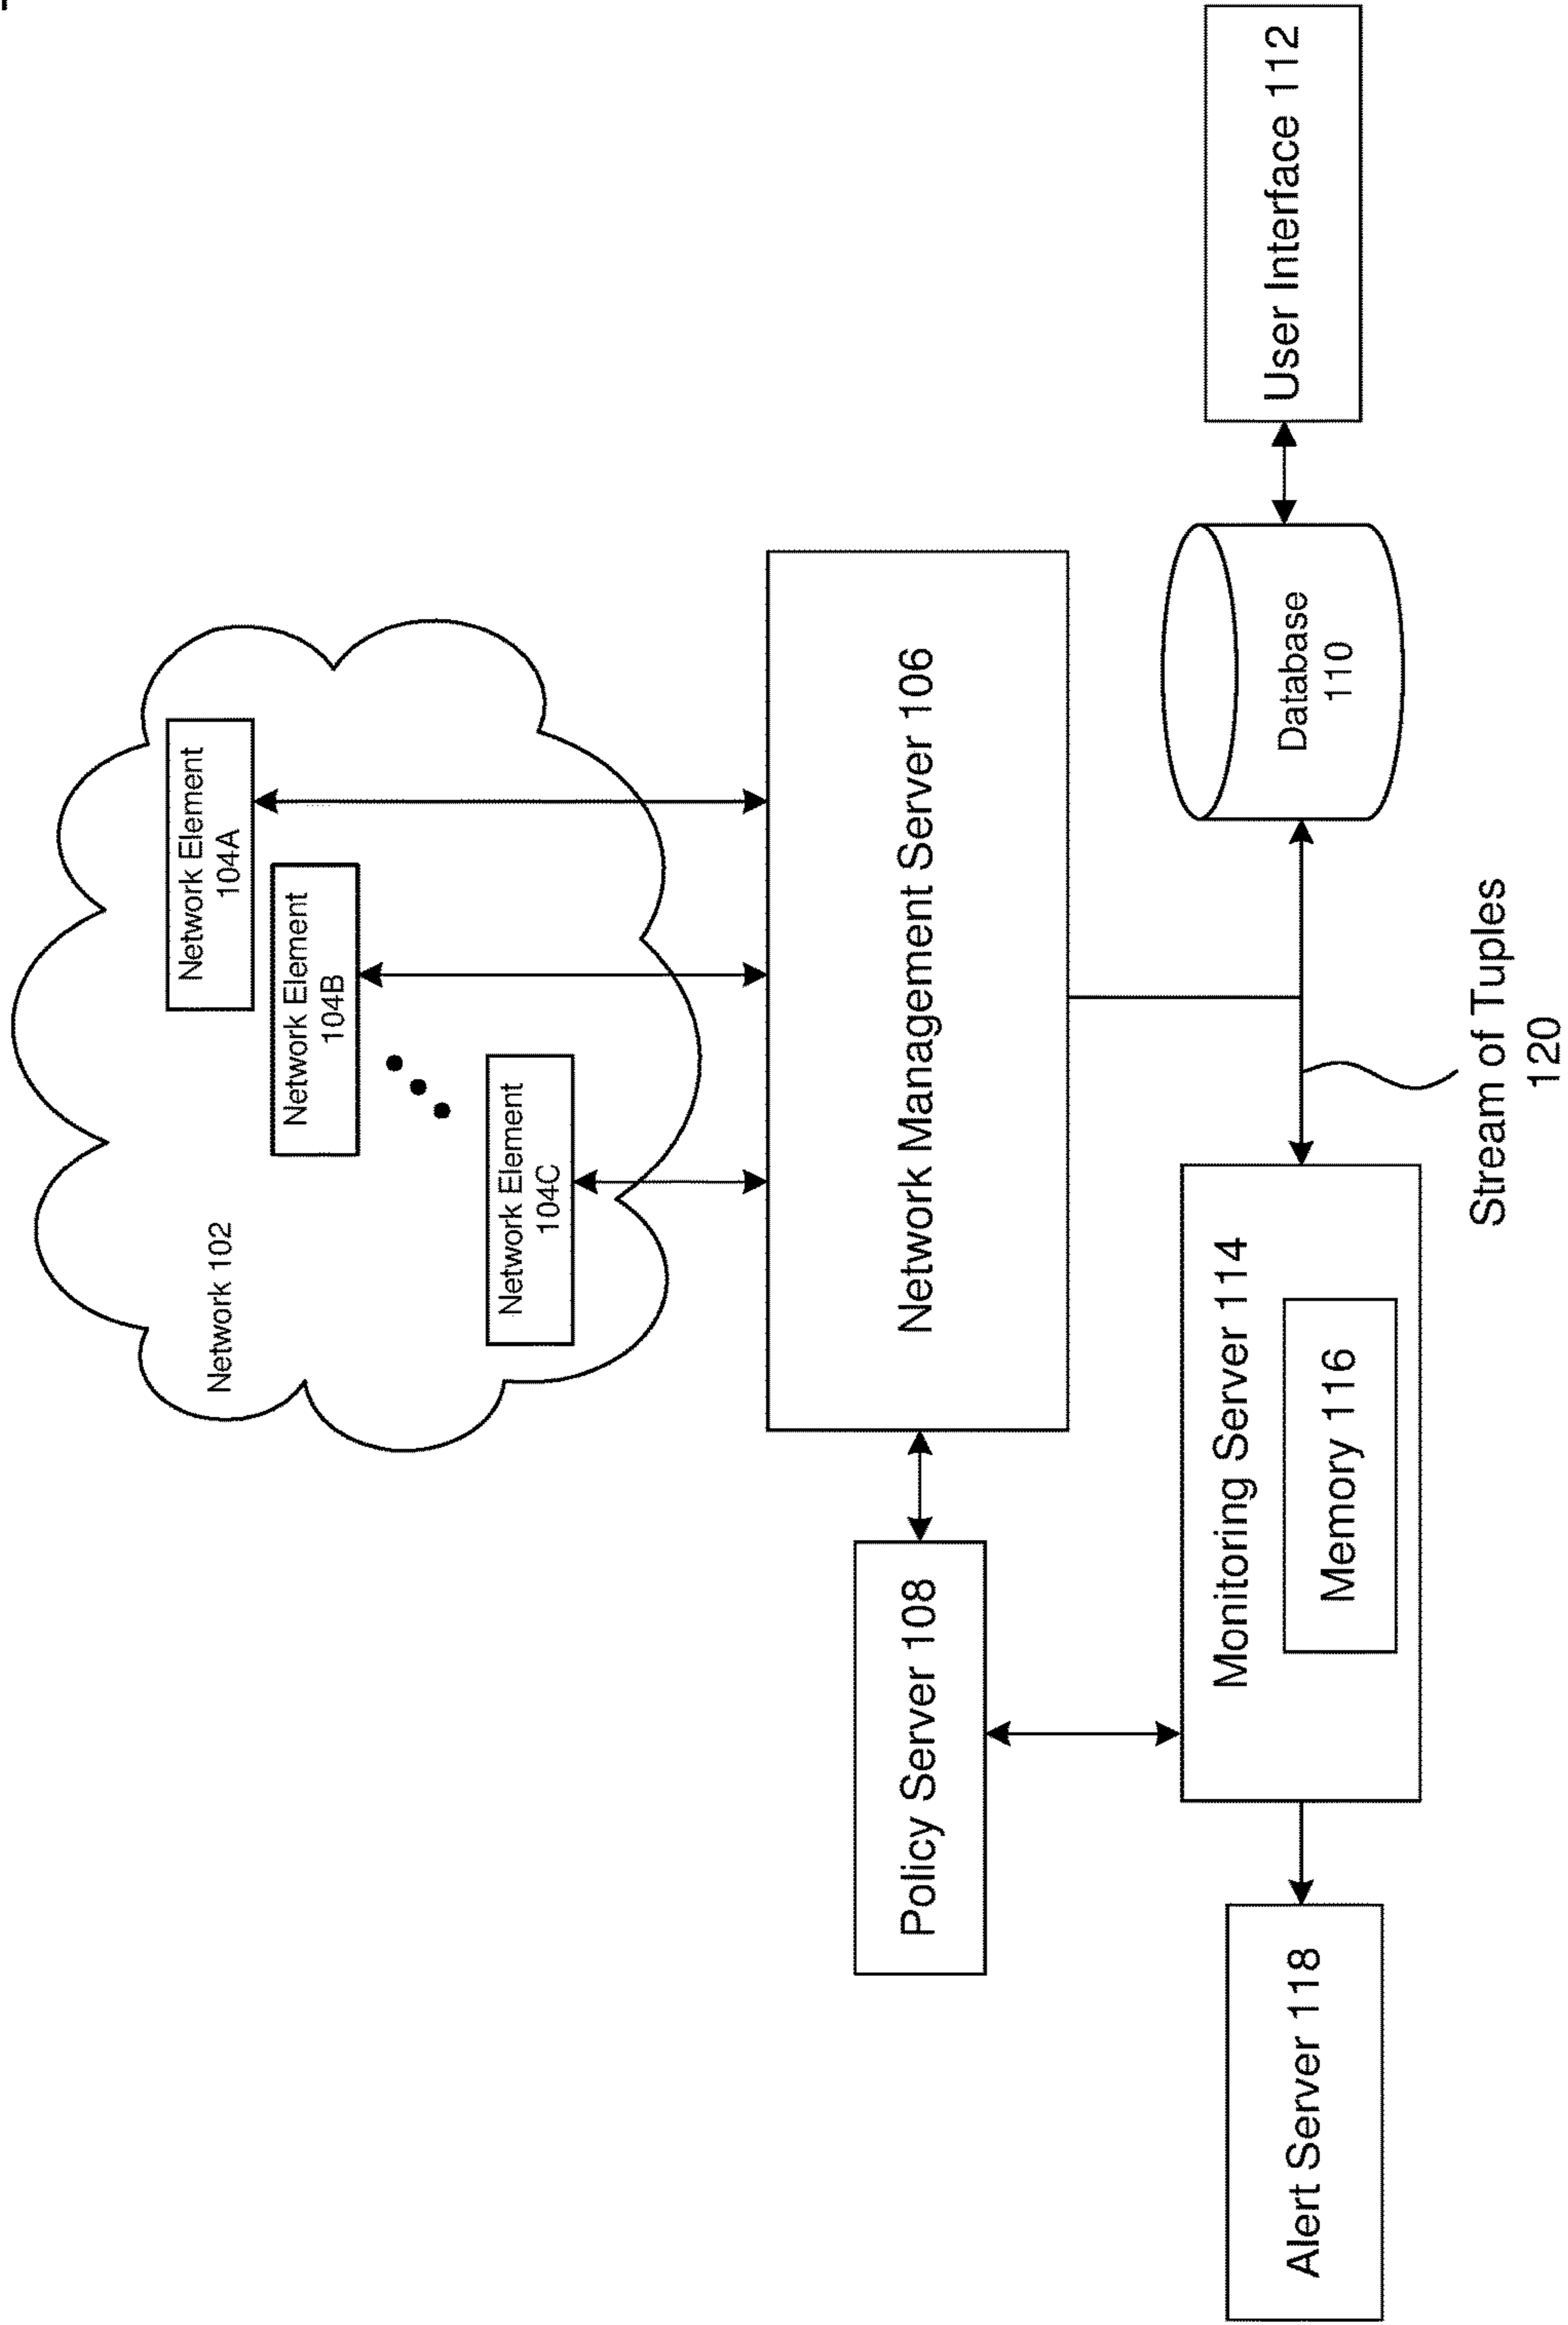 Network 102
Network Element
104A
Network Element
104B
Network Element
104C
Network Management Server 106
Policy Server 108
Monitoring Server 114
Memory 116
Alert Server 118
Database
110
User Interface 112
Stream of Tuples
120